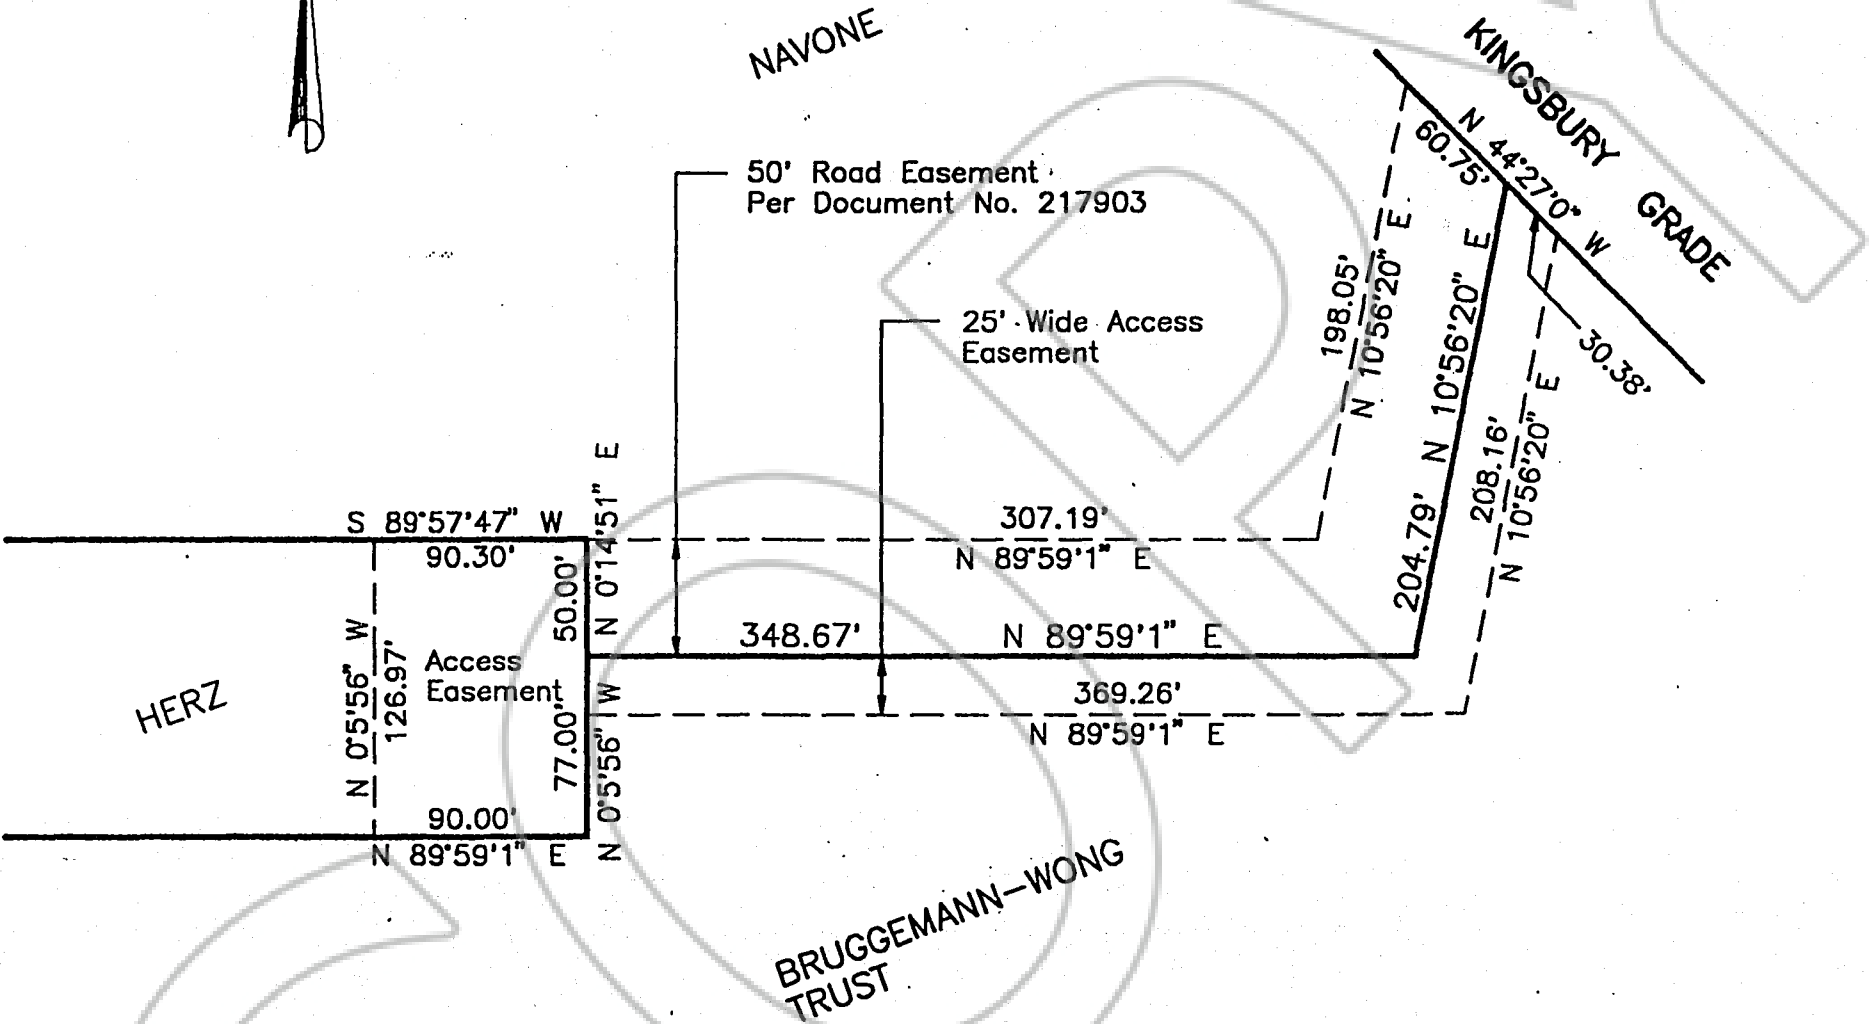 NAVONE
KINGSBURY GRADE
N 44°27'0" W
60.75'
50' Road Easement
Per Document No. 217903
198.05'
N 10°56'20" E
25' Wide Access
Easement
N 10°56'20" E
204.79'
30.38'
208.16'
N 10°56'20" E
S 89°57'47" W
90.30'
50.00'
N 0°14'51" E
307.19'
N 89°59'1" E
348.67'
N 89°59'1" E
369.26'
N 89°59'1" E
HERZ
N 0°5'56" W
126.97'
Access
Easement
77.00'
N 0°5'56" W
90.00'
N 89°59'1" E
BRUGGEMANN-WONG
TRUST